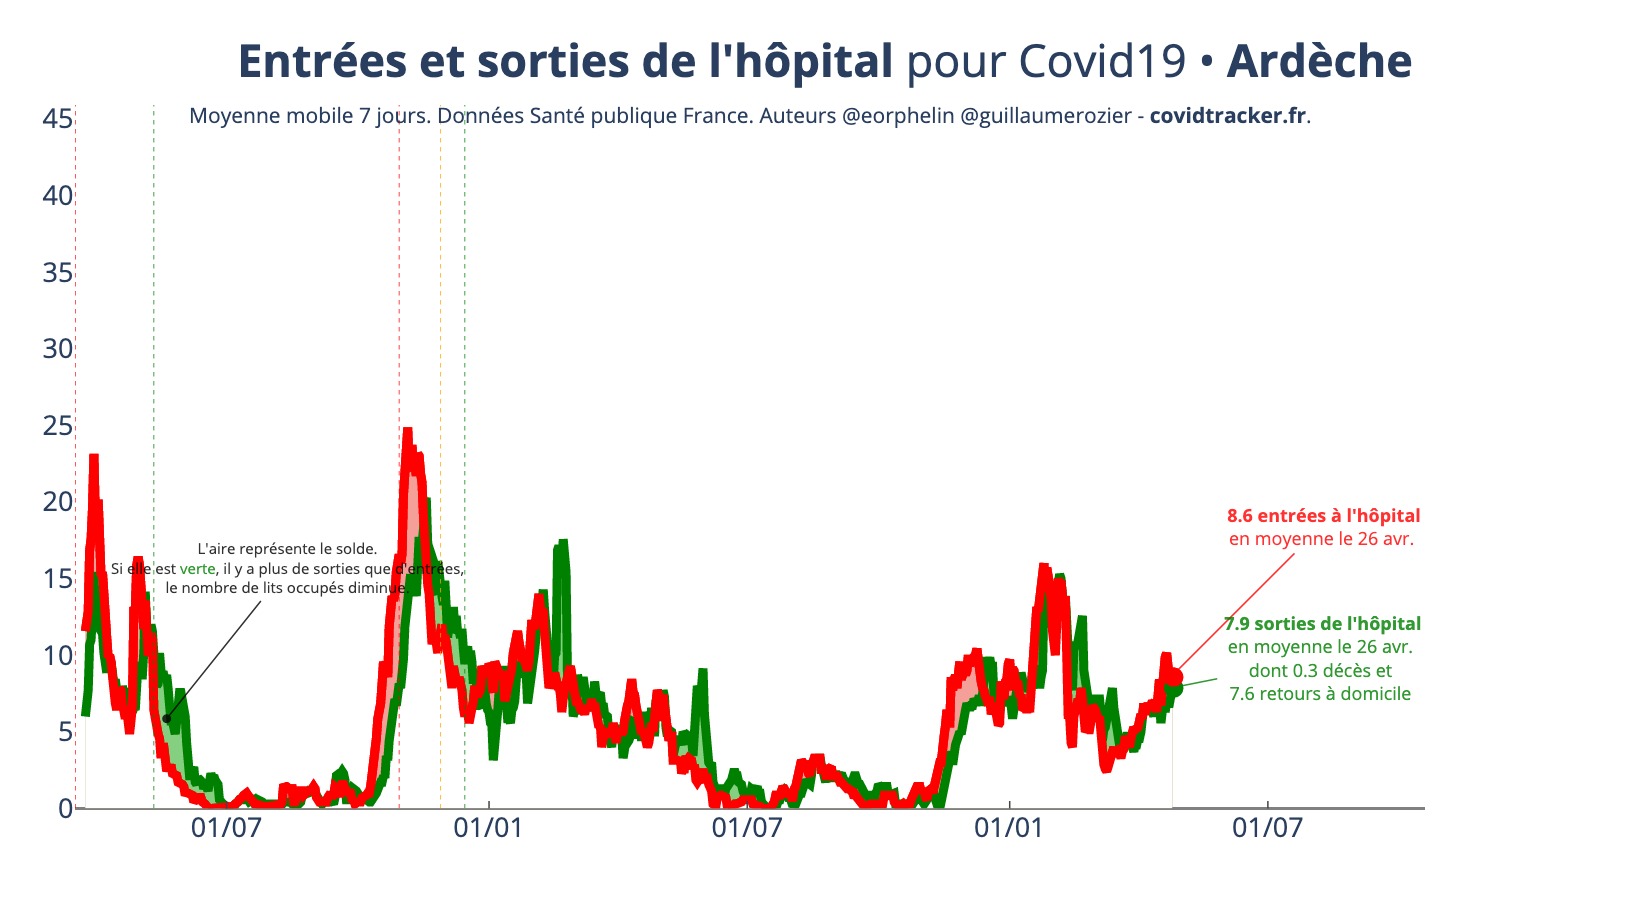 Entrées et sorties de l'hôpital pour Covid19 • Ardèche
Moyenne mobile 7 jours. Données Santé publique France. Auteurs @eorphelin @guillaumerozier - covidtracker.fr.
45
40
35
30
25
20
15
10
5
0
L'aire représente le solde.
Si elle est verte, il y a plus de sorties que d'entrées,
le nombre de lits occupés diminue.
8.6 entrées à l'hôpital
en moyenne le 26 avr.
7.9 sorties de l'hôpital
en moyenne le 26 avr.
dont 0.3 décès et
7.6 retours à domicile
01/07 01/01 01/07 01/01 01/07